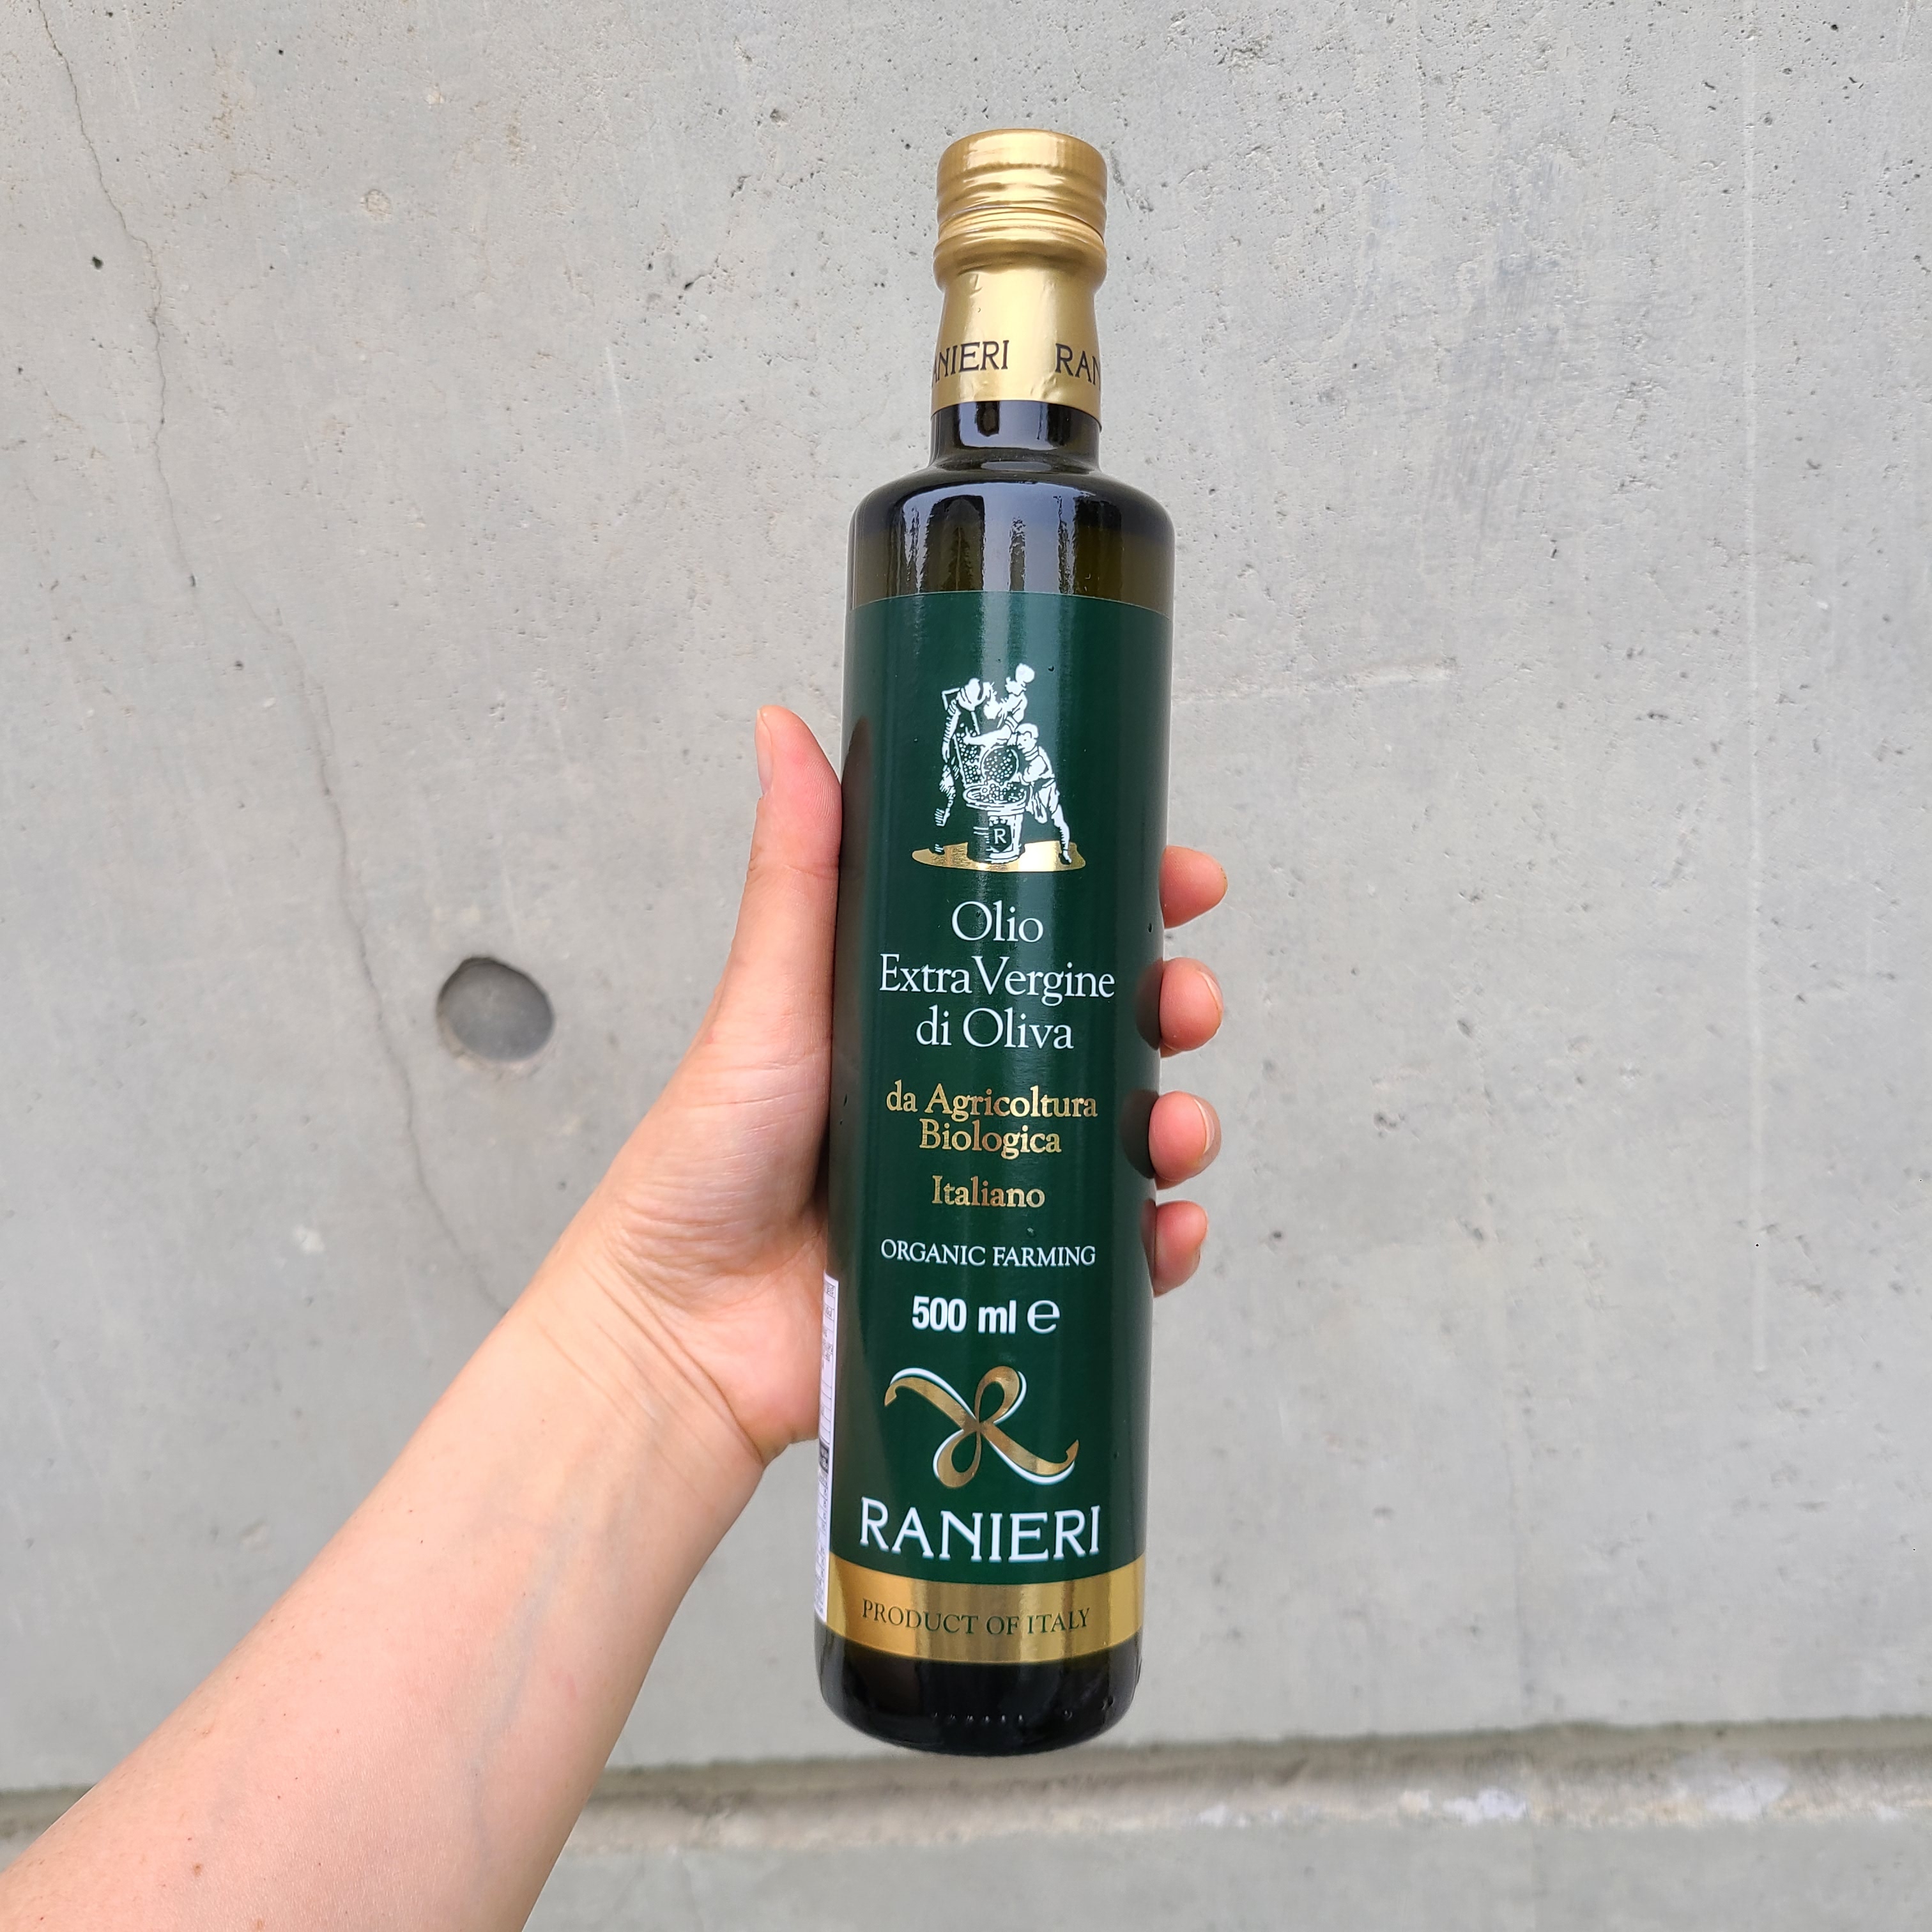 RANIERI RAN
R
Olio
Extra Vergine
di Oliva
da Agricoltura
Biologica
Italiano
ORGANIC FARMING
500 ml ℮
RANIERI
PRODUCT OF ITALY